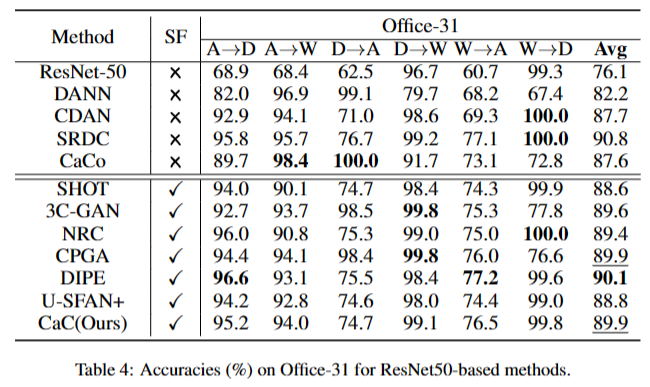 Method SF Office-31
A→D A→W D→A D→W W→A W→D Avg
ResNet-50 ✗ 68.9 68.4 62.5 96.7 60.7 99.3 76.1
DANN ✗ 82.0 96.9 99.1 79.7 68.2 67.4 82.2
CDAN ✗ 92.9 94.1 71.0 98.6 69.3 100.0 87.7
SRDC ✗ 95.8 95.7 76.7 99.2 77.1 100.0 90.8
CaCo ✗ 89.7 98.4 100.0 91.7 73.1 72.8 87.6
SHOT ✓ 94.0 90.1 74.7 98.4 74.3 99.9 88.6
3C-GAN ✓ 92.7 93.7 98.5 99.8 75.3 77.8 89.6
NRC ✓ 96.0 90.8 75.3 99.0 75.0 100.0 89.4
CPGA ✓ 94.4 94.1 98.4 99.8 76.0 76.6 89.9
DIPE ✓ 96.6 93.1 75.5 98.4 77.2 99.6 90.1
U-SFAN+ ✓ 94.2 92.8 74.6 98.0 74.4 99.0 88.8
CaC(Ours) ✓ 95.2 94.0 74.7 99.1 76.5 99.8 89.9
Table 4: Accuracies (%) on Office-31 for ResNet50-based methods.